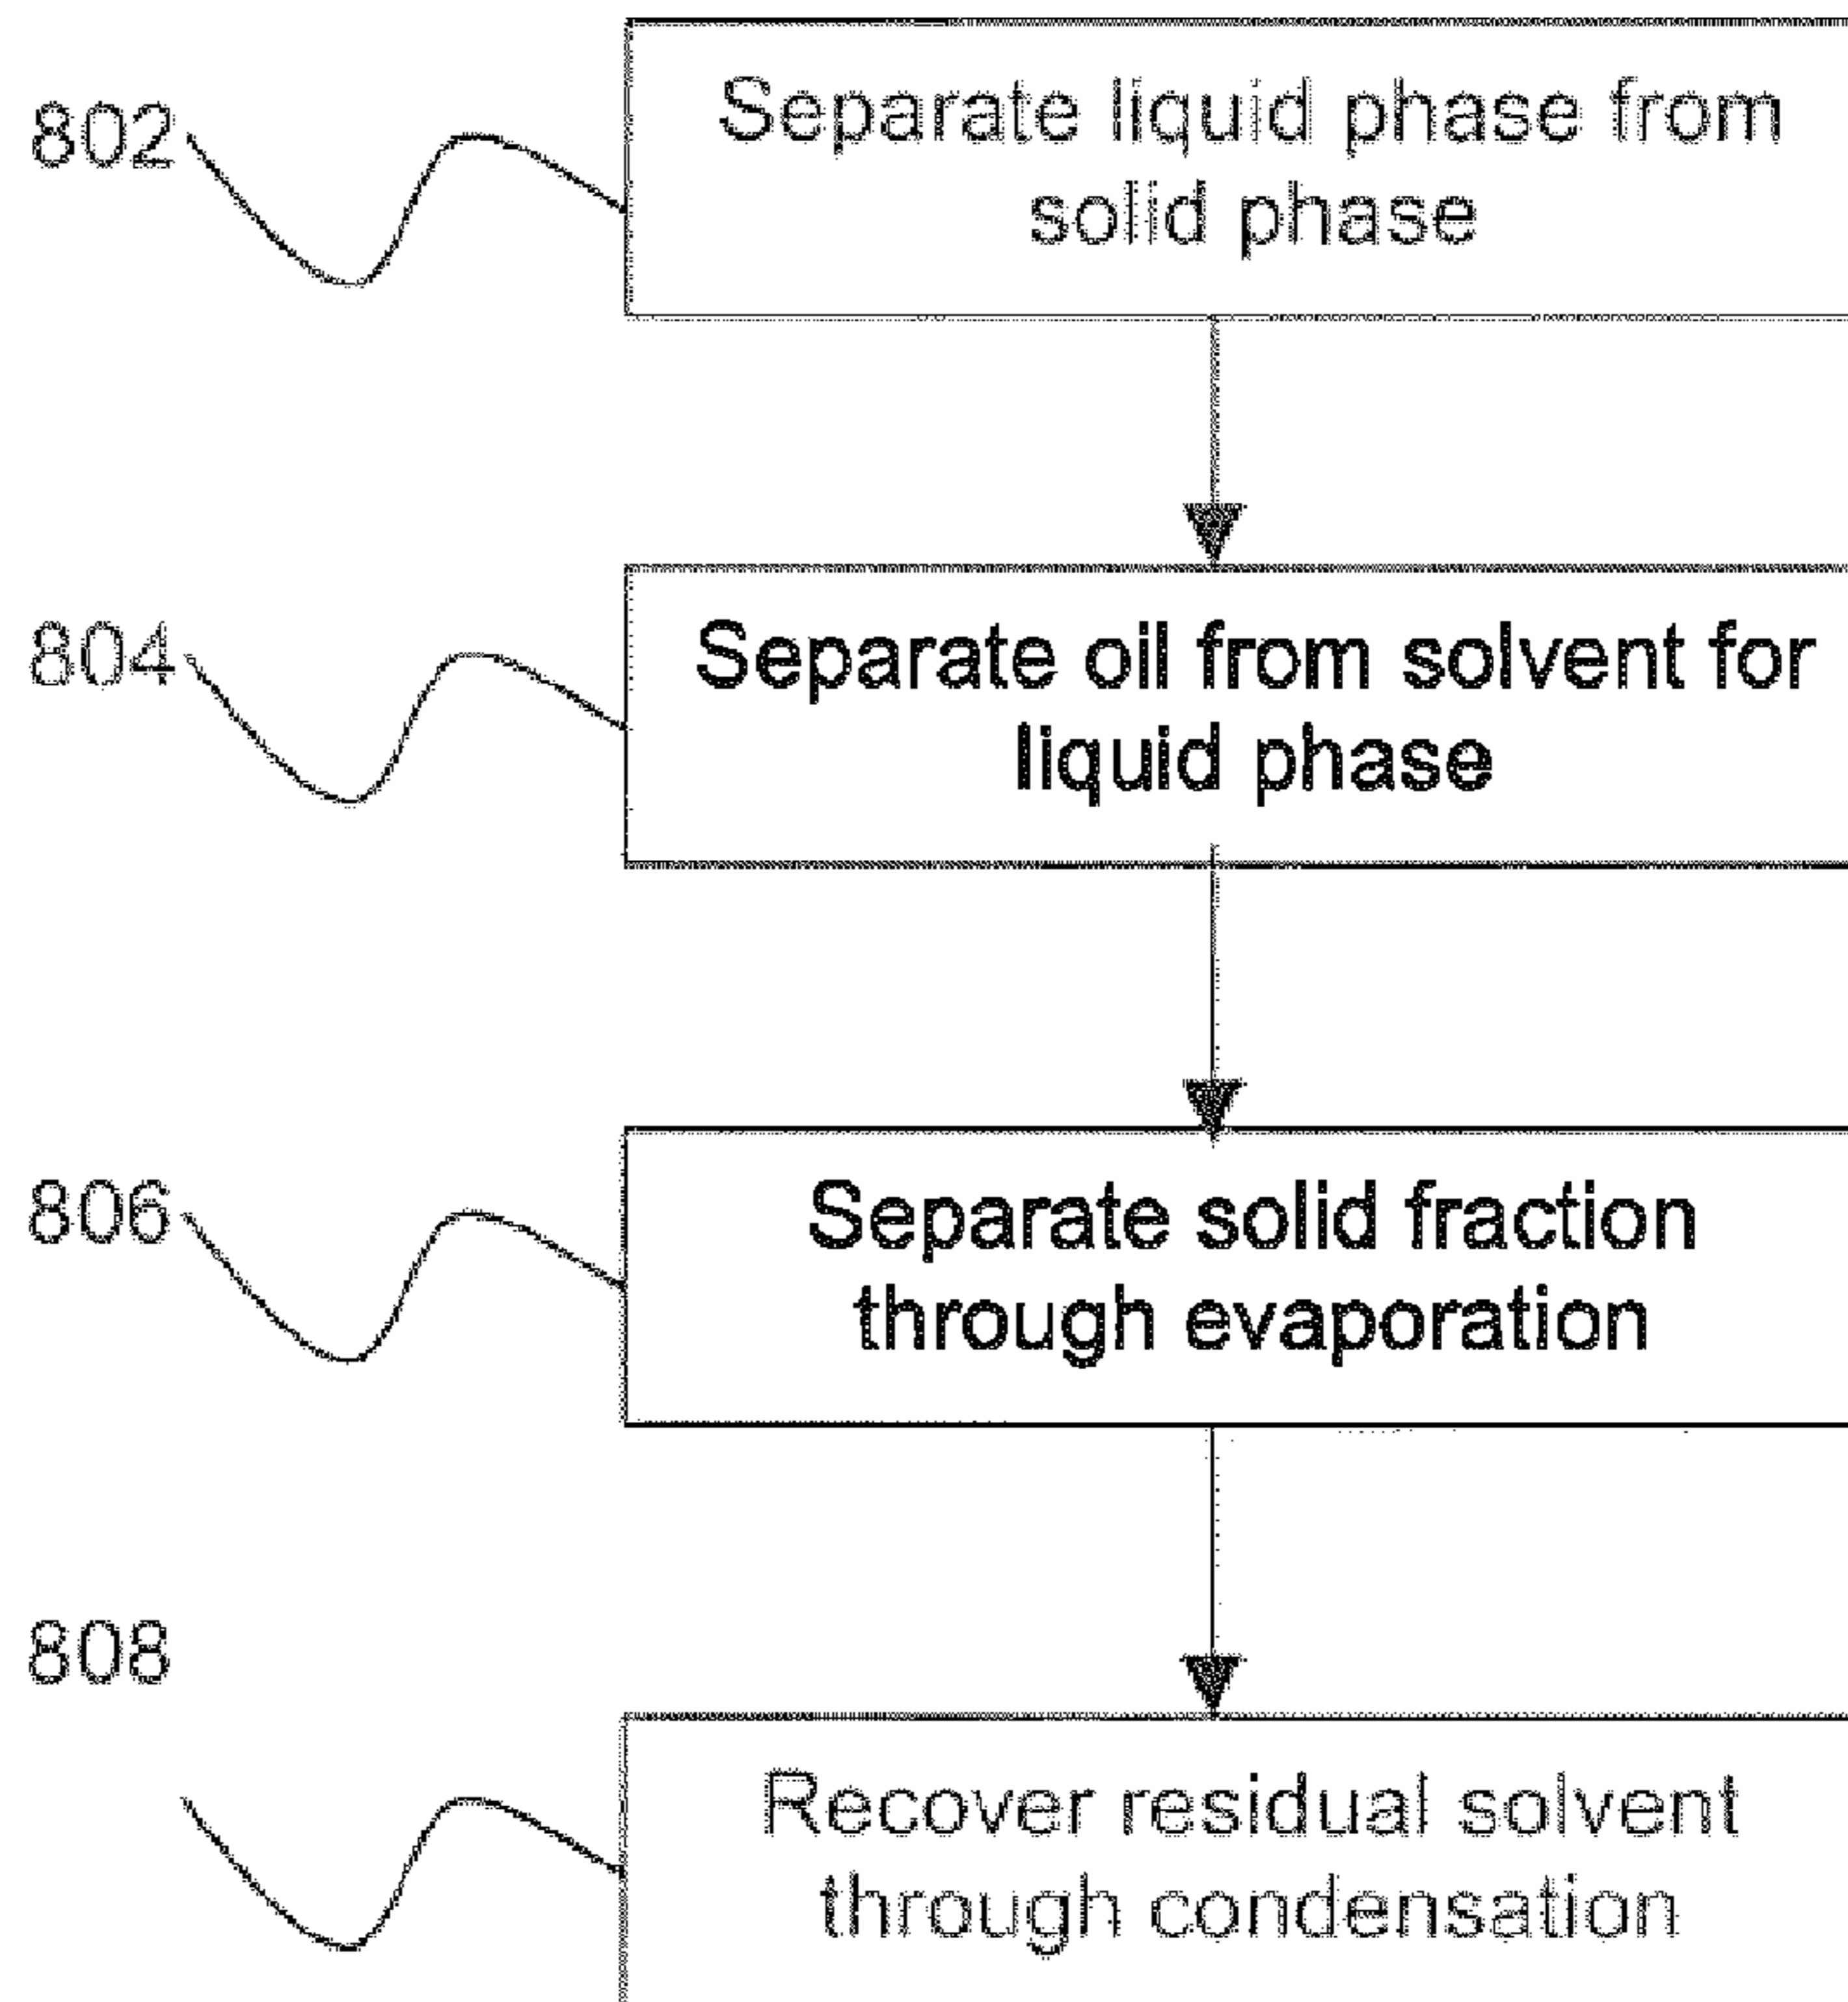 802
Separate liquid phase from
solid phase
804
Separate oil from solvent for
liquid phase
806
Separate solid fraction
through evaporation
808
Recover residual solvent
through condensation